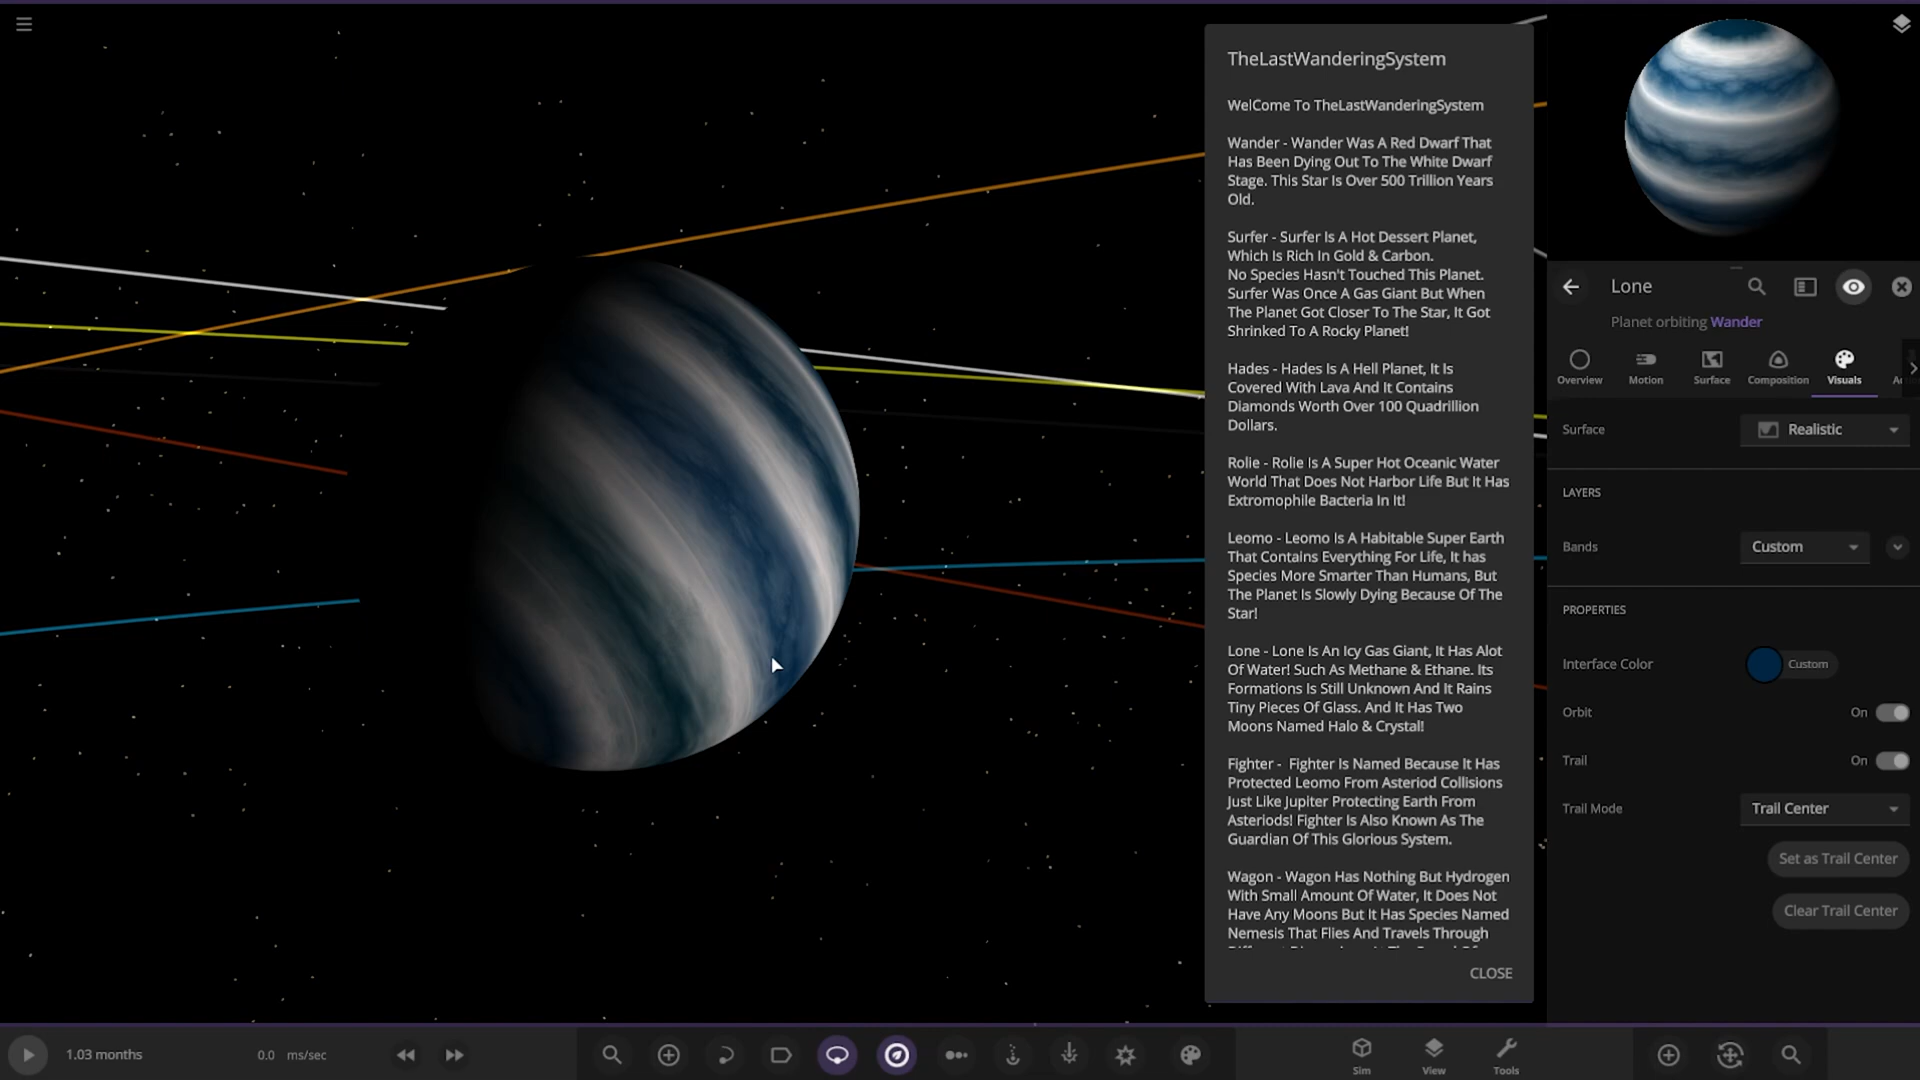 TheLastWanderingSystem
WelCome To TheLastWanderingSystem
Wander - Wander Was A Red Dwarf That
Has Been Dying Out To The White Dwarf
Stage. This Star Is Over 500 Trillion Years
Old.
Surfer - Surfer Is A Hot Dessert Planet,
Which Is Rich In Gold & Carbon.
No Species Hasn't Touched This Planet.
Surfer Was Once A Gas Giant But When
The Planet Got Closer To The Star, It Got
Shrinked To A Rocky Planet!
Hades - Hades Is A Hell Planet, It Is
Covered With Lava And It Contains
Diamonds Worth Over 100 Quadrillion
Dollars.
Rolie - Rolie Is A Super Hot Oceanic Water
World That Does Not Harbor Life But It Has
Extromophile Bacteria In It!
Leomo - Leomo Is A Habitable Super Earth
That Contains Everything For Life, It has
Species More Smarter Than Humans, But
The Planet Is Slowly Dying Because Of The
Star!
Lone - Lone Is An Icy Gas Giant, It Has Alot
Of Water! Such As Methane & Ethane. Its
Formations Is Still Unknown And It Rains
Tiny Pieces Of Glass. And It Has Two
Moons Named Halo & Crystal!
Fighter -  Fighter Is Named Because It Has
Protected Leomo From Asteriod Collisions
Just Like Jupiter Protecting Earth From
Asteriods! Fighter Is Also Known As The
Guardian Of This Glorious System.
Wagon - Wagon Has Nothing But Hydrogen
With Small Amount Of Water, It Does Not
Have Any Moons But It Has Species Named
Nemesis That Flies And Travels Through
CLOSE
Lone
Planet orbiting Wander
Overview Motion Surface Composition Visuals
Surface Realistic
LAYERS
Bands Custom
PROPERTIES
Interface Color Custom
Orbit On
Trail On
Trail Mode Trail Center
Set as Trail Center
Clear Trail Center
1.03 months 0.0 ms/sec
Sim View Tools